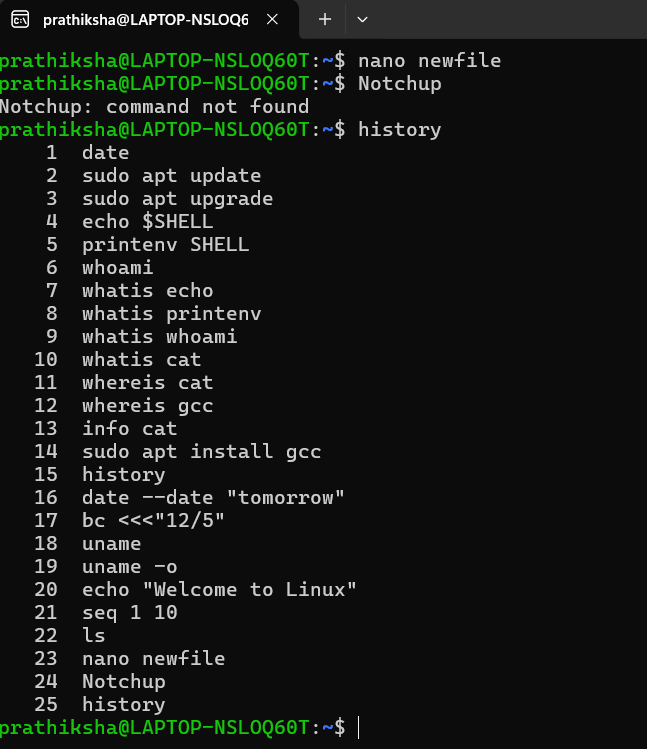 prathiksha@LAPTOP-NSLOQ6
prathiksha@LAPTOP-NSLOQ60T:~$ nano newfile
prathiksha@LAPTOP-NSLOQ60T:~$ Notchup
Notchup: command not found
prathiksha@LAPTOP-NSLOQ60T:~$ history
1 date
2 sudo apt update
3 sudo apt upgrade
4 echo $SHELL
5 printenv SHELL
6 whoami
7 whatis echo
8 whatis printenv
9 whatis whoami
10 whatis cat
11 whereis cat
12 whereis gcc
13 info cat
14 sudo apt install gcc
15 history
16 date --date "tomorrow"
17 bc <<<"12/5"
18 uname
19 uname -o
20 echo "Welcome to Linux"
21 seq 1 10
22 ls
23 nano newfile
24 Notchup
25 history
prathiksha@LAPTOP-NSLOQ60T:~$